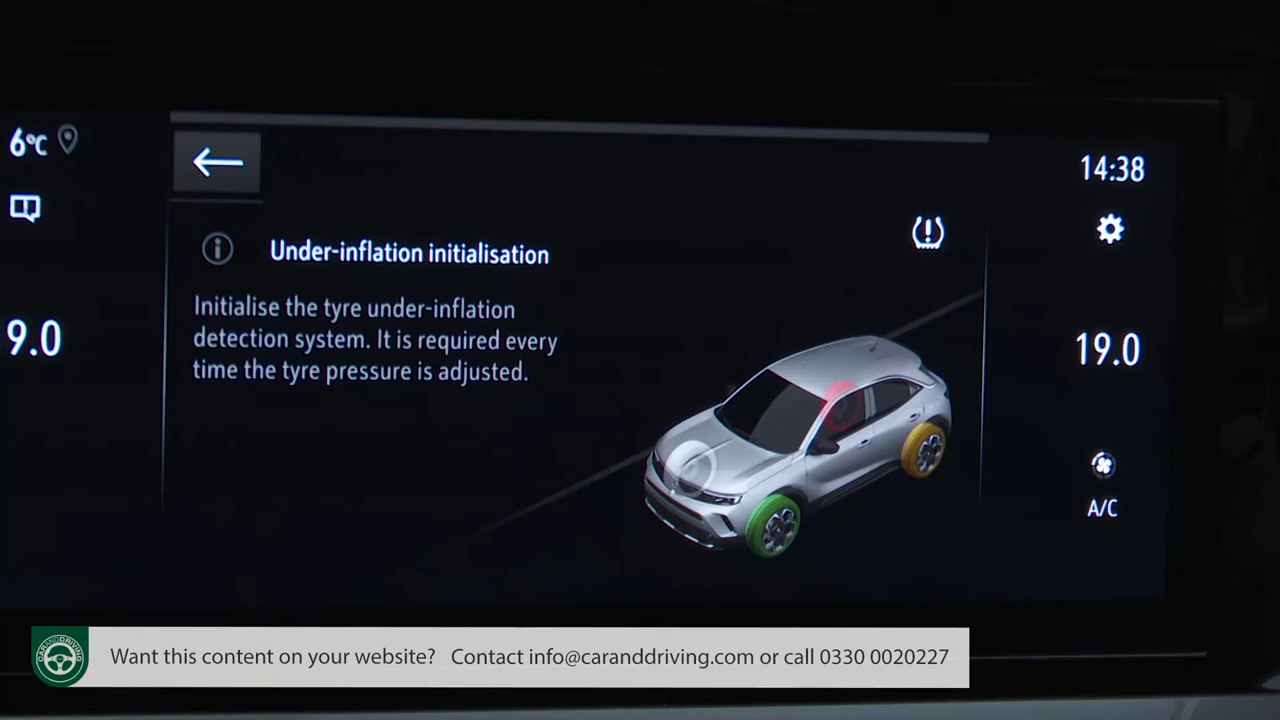 6°C
14:38
Under-inflation initialisation
Initialise the tyre under-inflation
detection system. It is required every
time the tyre pressure is adjusted.
9.0
19.0
A/C
CARANDDRIVING
Want this content on your website? Contact info@caranddriving.com or call 0330 0020227